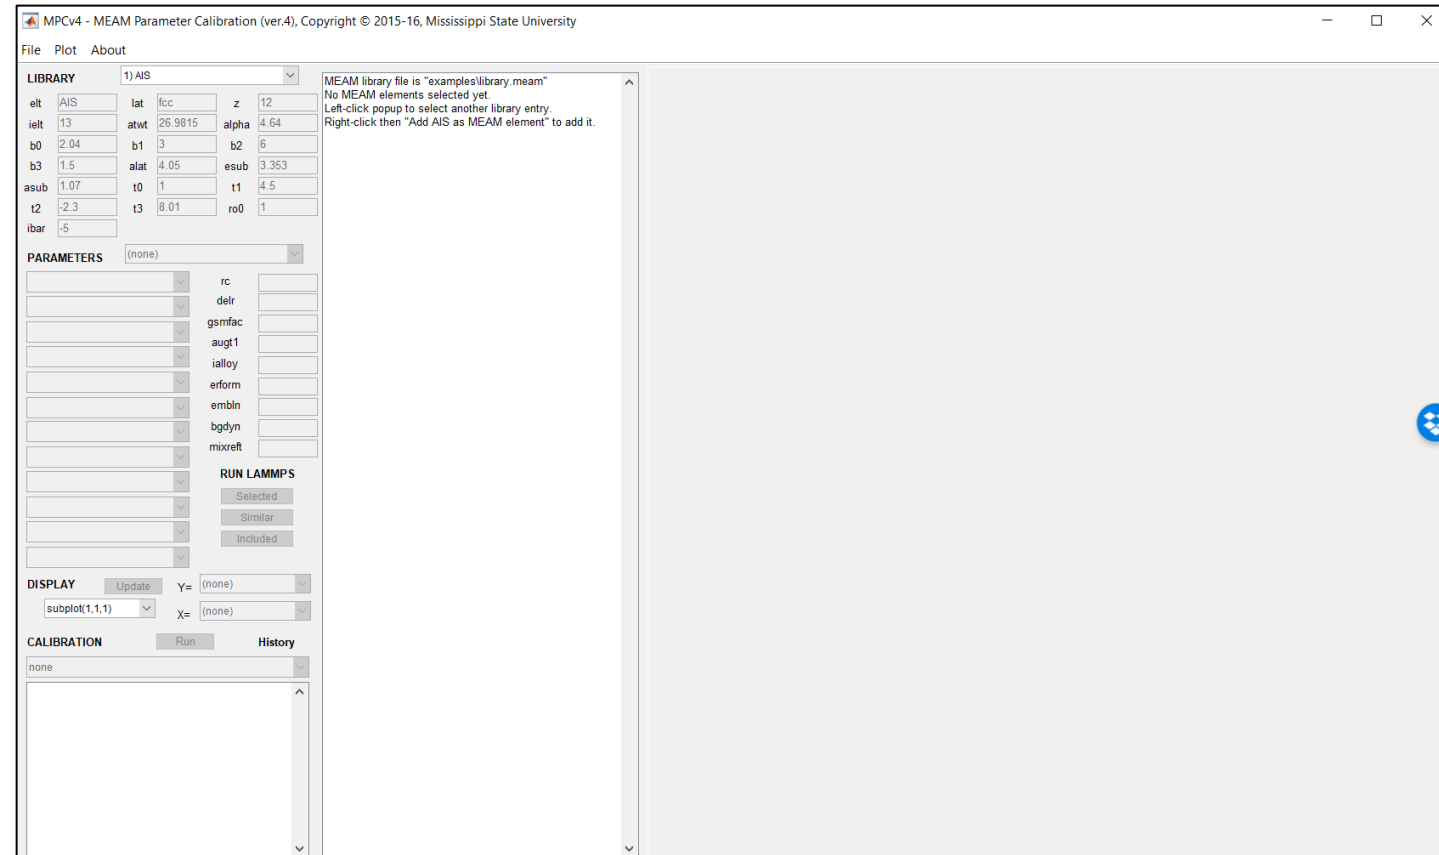 MPCv4 - MEAM Parameter Calibration (ver.4), Copyright © 2015-16, Mississippi State University
File Plot About
LIBRARY 1) AlS
elt AlS lat fcc z 12
ielt 13 atwt 26.9815 alpha 4.64
b0 2.04 b1 3 b2 6
b3 1.5 alat 4.05 esub 3.353
asub 1.07 t0 1 t1 4.5
t2 -2.3 t3 8.01 ro0 1
ibar -5
PARAMETERS (none)
rc
delr
gsmfac
augt1
ialloy
erform
embln
bgdyn
mixreft
RUN LAMMPS
Selected
Similar
Included
DISPLAY Update Y= (none)
subplot(1,1,1) X= (none)
CALIBRATION Run History
none
MEAM library file is "examples\library.meam"
No MEAM elements selected yet.
Left-click popup to select another library entry.
Right-click then "Add AlS as MEAM element" to add it.